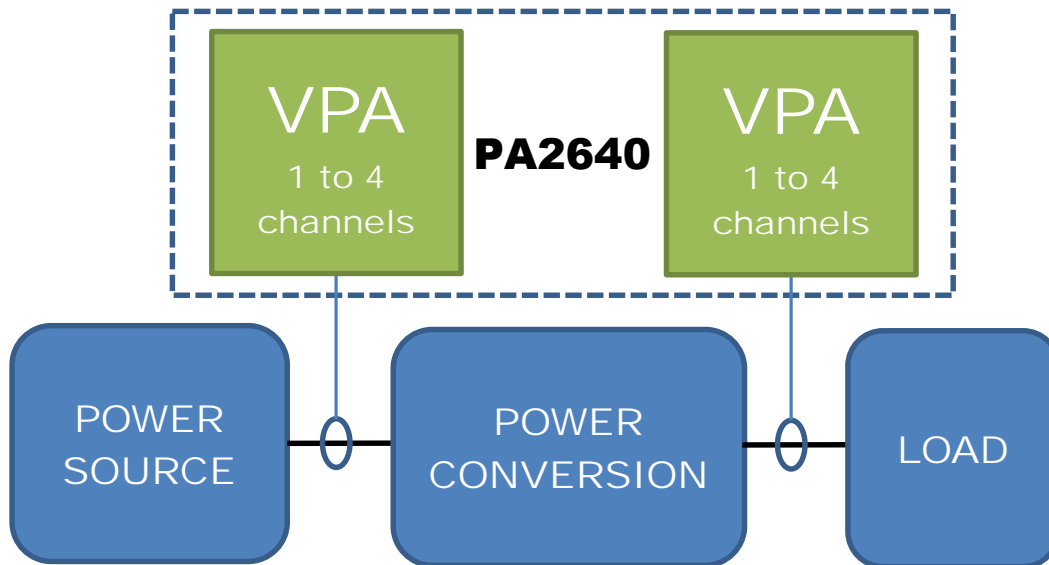 VPA
1 to 4
channels
PA2640
VPA
1 to 4
channels
POWER
SOURCE
POWER
CONVERSION
LOAD